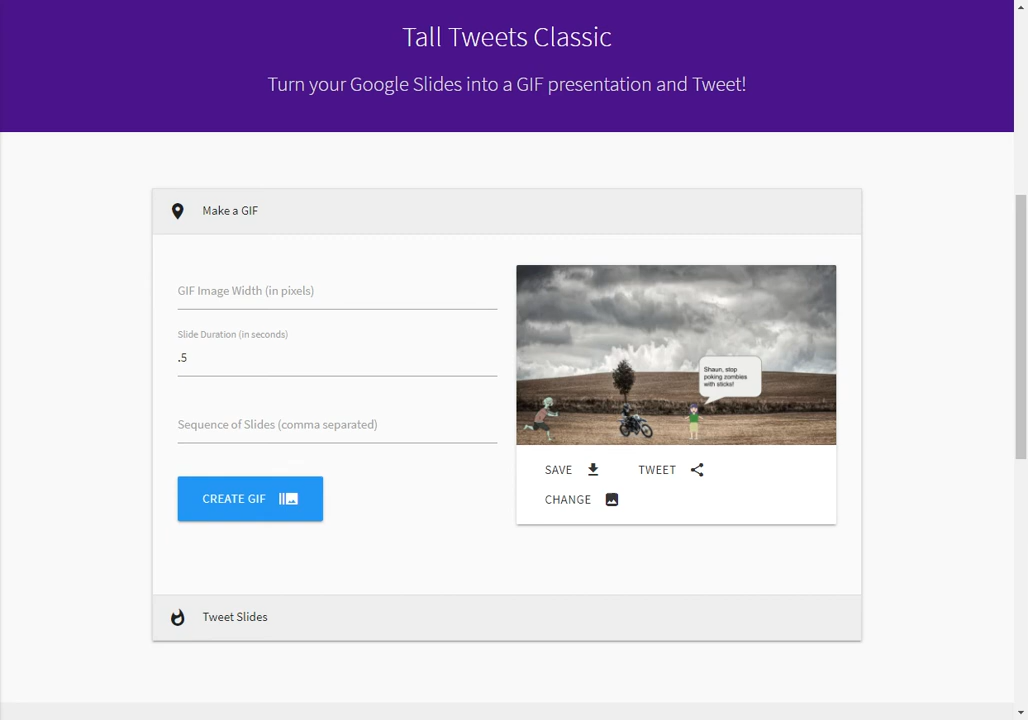 Tall Tweets Classic
Turn your Google Slides into a GIF presentation and Tweet!
Make a GIF
GIF Image Width (in pixels)
Slide Duration (in seconds)
.5
Sequence of Slides (comma separated)
CREATE GIF
Shaun, stop
poking zombies
with sticks!
SAVE
TWEET
CHANGE
Tweet Slides